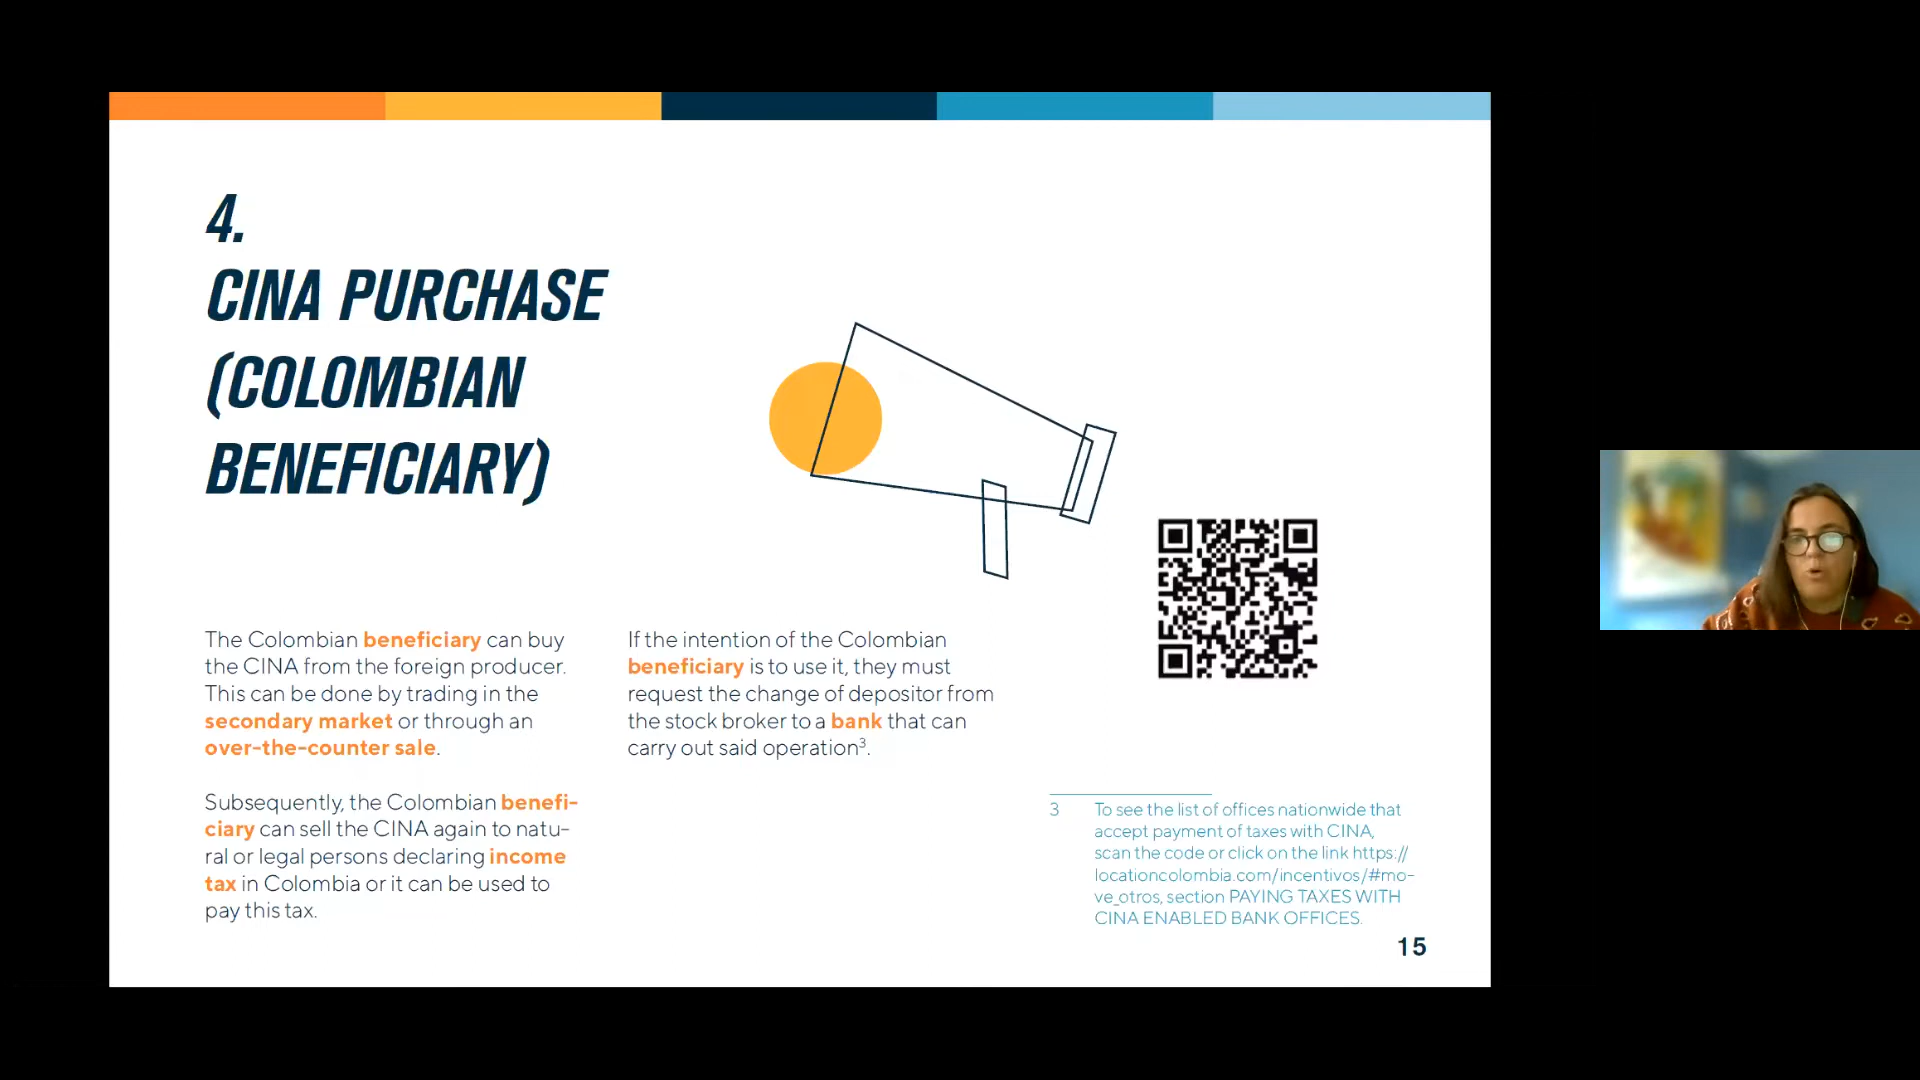 4.
CINA PURCHASE
(COLOMBIAN
BENEFICIARY)
The Colombian beneficiary can buy
the CINA from the foreign producer.
This can be done by trading in the
secondary market or through an
over-the-counter sale.
Subsequently, the Colombian benefi-
ciary can sell the CINA again to natu-
ral or legal persons declaring income
tax in Colombia or it can be used to
pay this tax.
If the intention of the Colombian
beneficiary is to use it, they must
request the change of depositor from
the stock broker to a bank that can
carry out said operation³.
3 To see the list of offices nationwide that
accept payment of taxes with CINA,
scan the code or click on the link https://
locationcolombia.com/incentivos/#mo-
ve_otros, section PAYING TAXES WITH
CINA ENABLED BANK OFFICES.
15